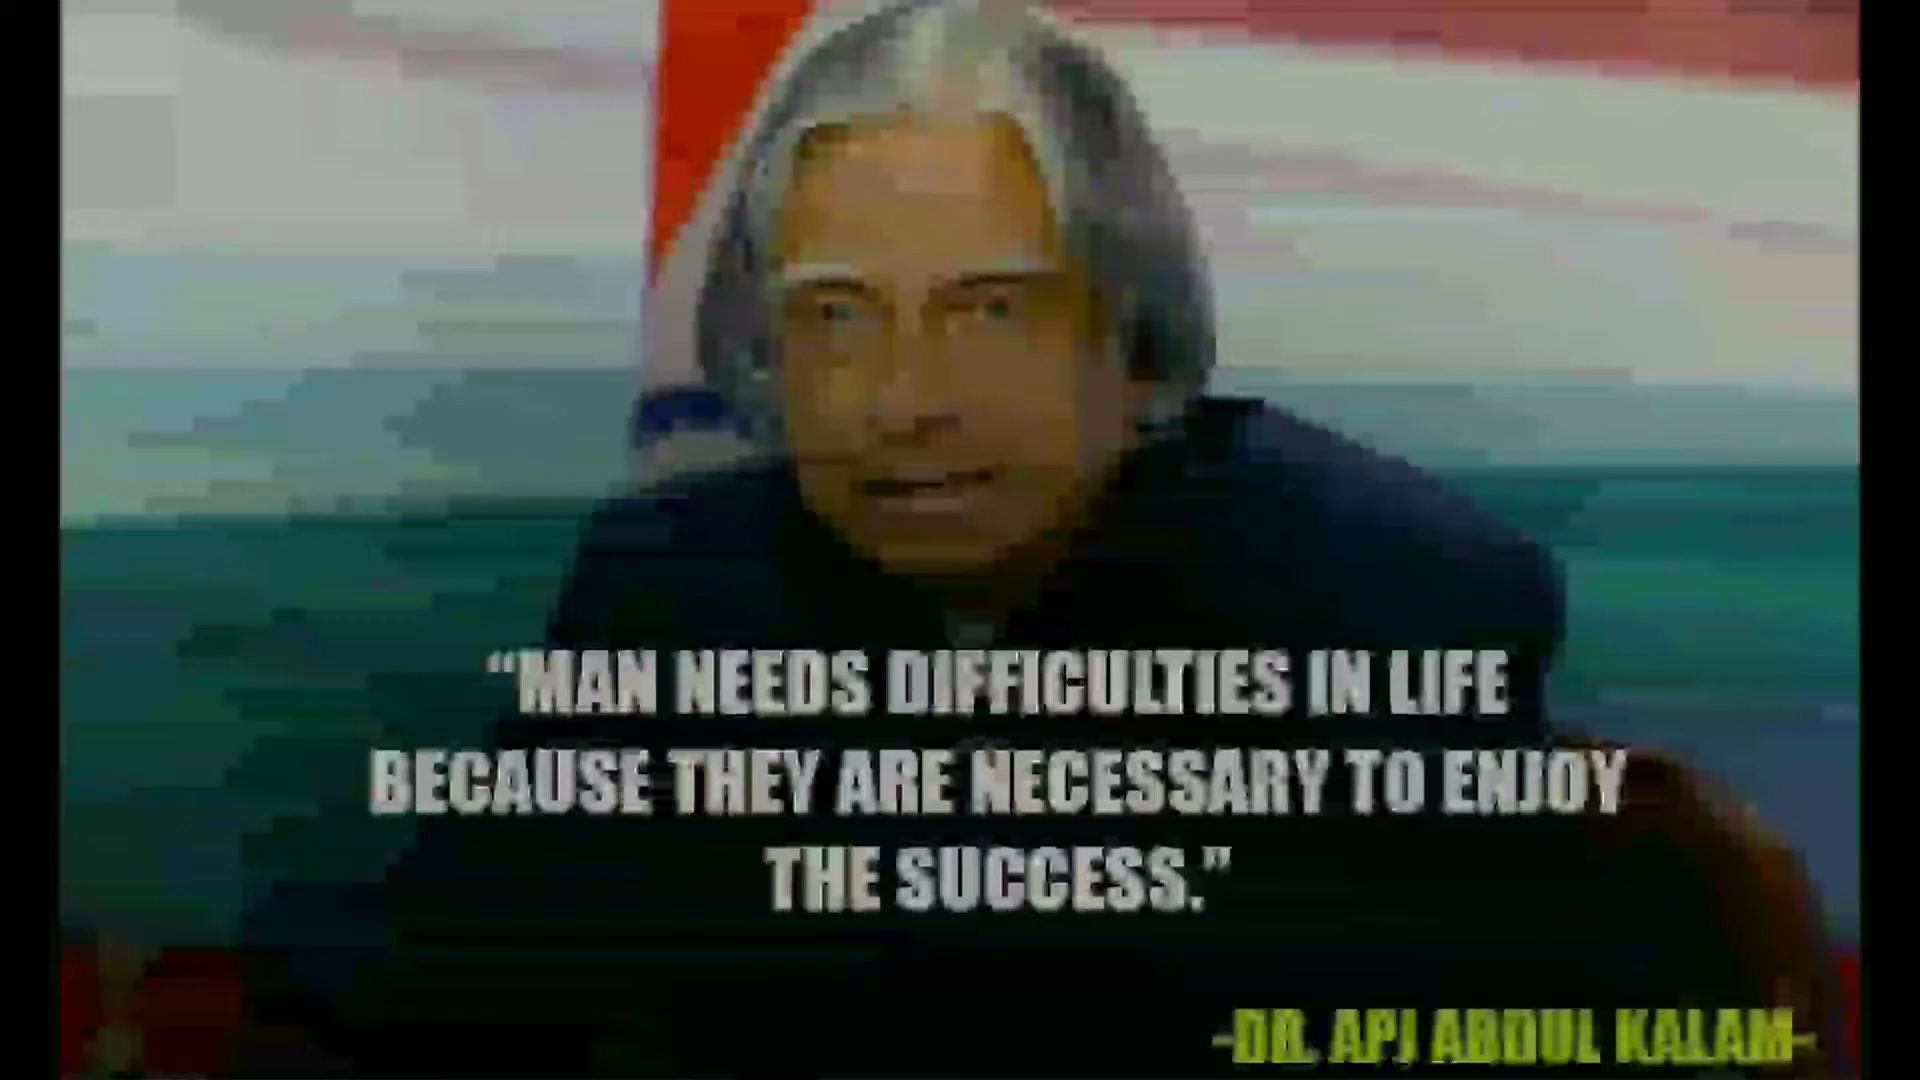 “MAN NEEDS DIFFICULTIES IN LIFE
BECAUSE THEY ARE NECESSARY TO ENJOY
THE SUCCESS.”
-DR. APJ ABDUL KALAM-